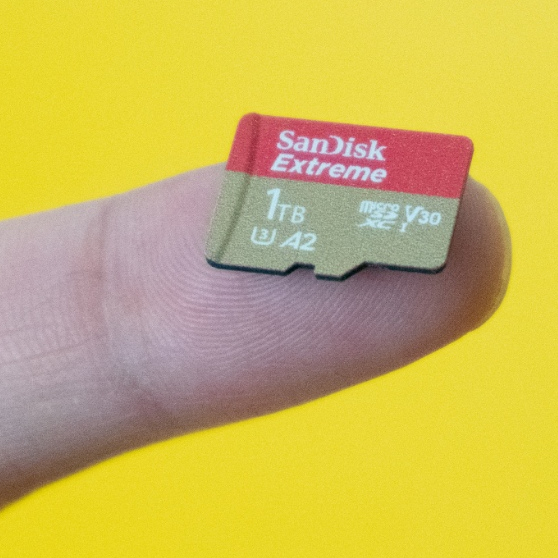 SanDisk
Extreme
1TB
micro SD XC I V30
U3 A2